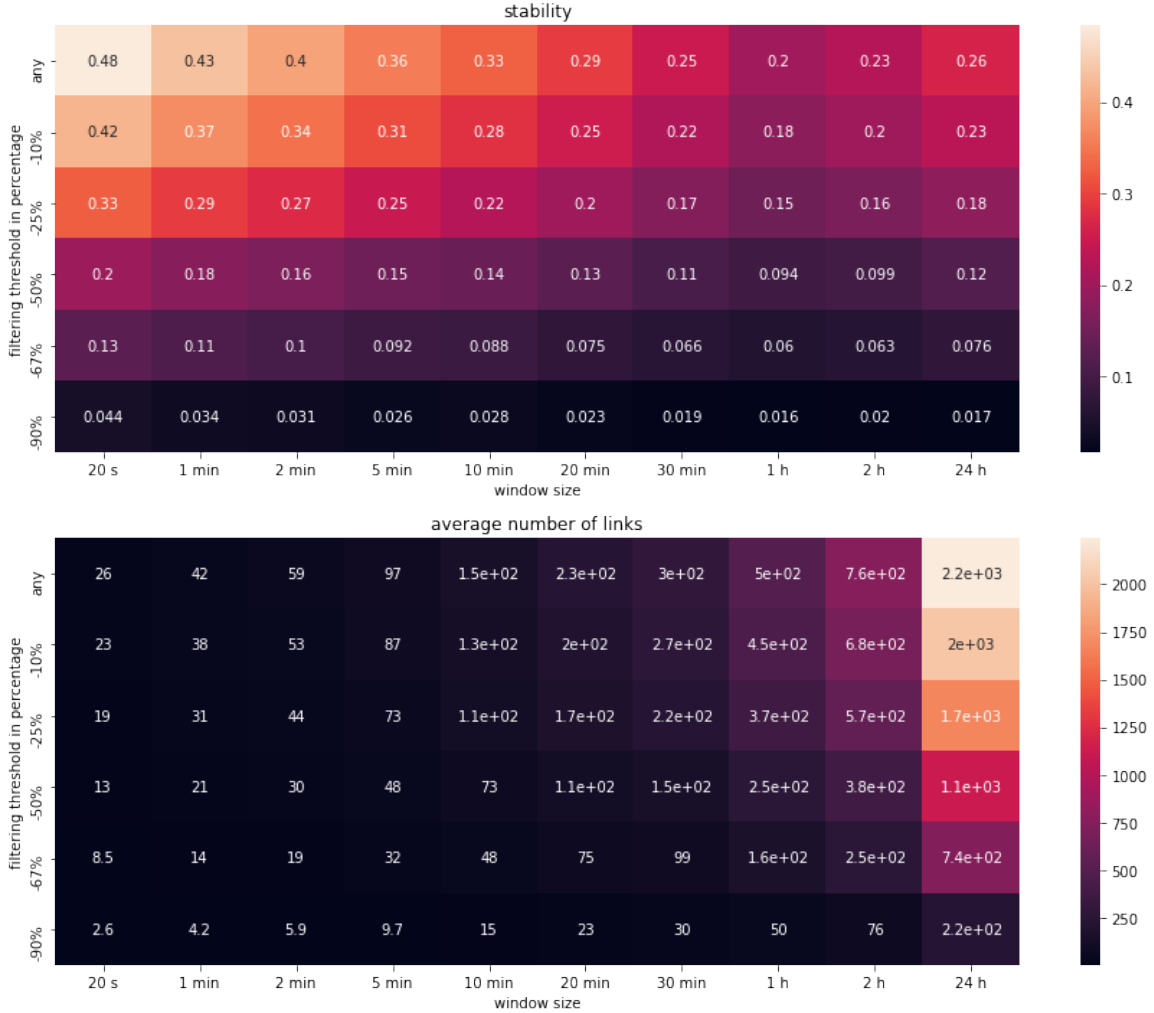 stability
any 0.48 0.43 0.4 0.36 0.33 0.29 0.25 0.2 0.23 0.26
-10% 0.42 0.37 0.34 0.31 0.28 0.25 0.22 0.18 0.2 0.23
-25% 0.33 0.29 0.27 0.25 0.22 0.2 0.17 0.15 0.16 0.18
-50% 0.2 0.18 0.16 0.15 0.14 0.13 0.11 0.094 0.099 0.12
-67% 0.13 0.11 0.1 0.092 0.088 0.075 0.066 0.06 0.063 0.076
-90% 0.044 0.034 0.031 0.026 0.028 0.023 0.019 0.016 0.02 0.017
20 s 1 min 2 min 5 min 10 min 20 min 30 min 1 h 2 h 24 h
window size
filtering threshold in percentage
0.4
0.3
0.2
0.1
average number of links
any 26 42 59 97 1.5e+02 2.3e+02 3e+02 5e+02 7.6e+02 2.2e+03
-10% 23 38 53 87 1.3e+02 2e+02 2.7e+02 4.5e+02 6.8e+02 2e+03
-25% 19 31 44 73 1.1e+02 1.7e+02 2.2e+02 3.7e+02 5.7e+02 1.7e+03
-50% 13 21 30 48 73 1.1e+02 1.5e+02 2.5e+02 3.8e+02 1.1e+03
-67% 8.5 14 19 32 48 75 99 1.6e+02 2.5e+02 7.4e+02
-90% 2.6 4.2 5.9 9.7 15 23 30 50 76 2.2e+02
20 s 1 min 2 min 5 min 10 min 20 min 30 min 1 h 2 h 24 h
window size
filtering threshold in percentage
2000
1750
1500
1250
1000
750
500
250